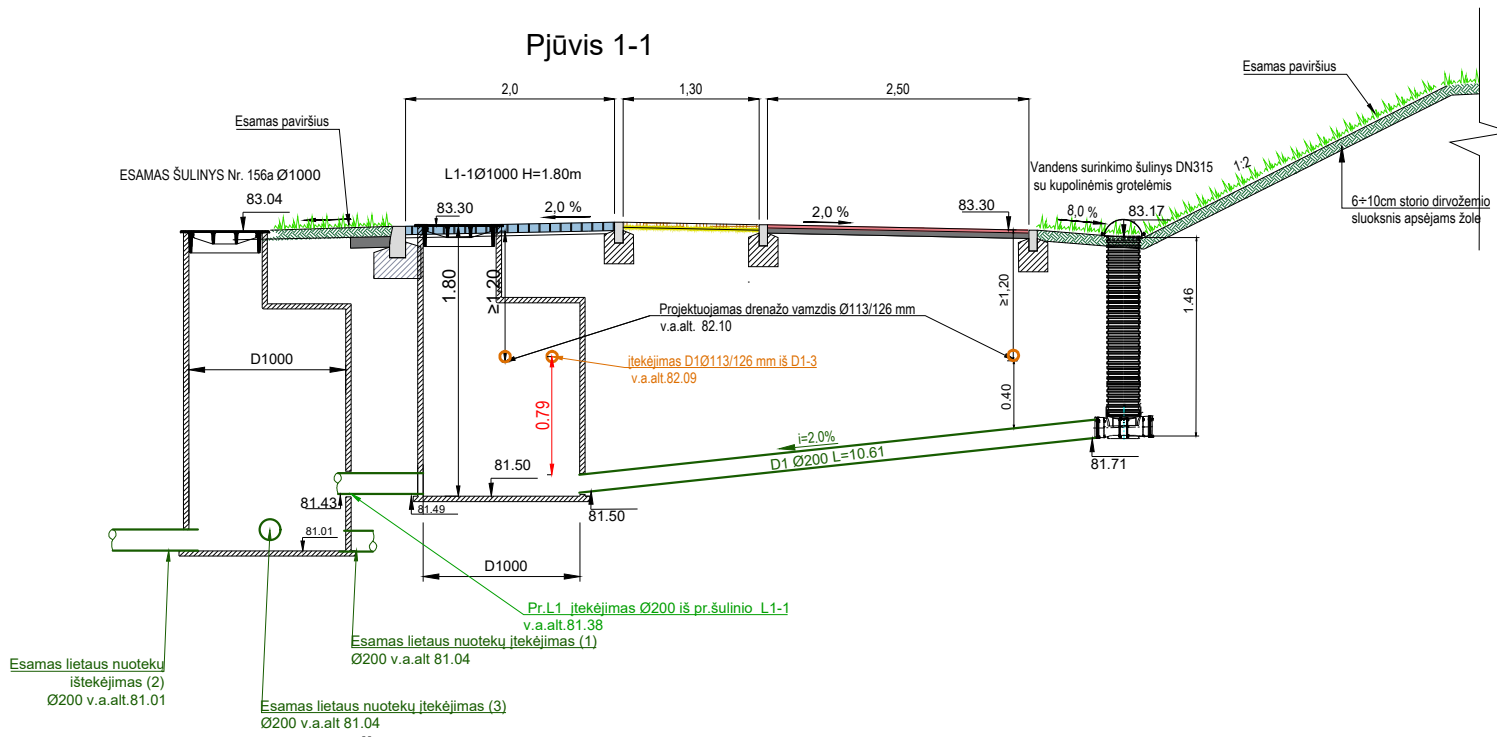 Pjūvis 1-1
Esamas paviršius
2,0
1,30
2,50
Esamas paviršius
ESAMAS ŠULINYS Nr. 156a Ø1000
L1-1Ø1000 H=1.80m
Vandens surinkimo šulinys DN315
su kupolinėmis grotelėmis
1:2
83.04
83.30
2,0 %
2,0 %
83.30
8,0 %
83.17
6÷10cm storio dirvožemio
sluoksnis apsėjams žole
1.80
≥1,20
≥1,20
1.46
Projektuojamas drenažo vamzdis Ø113/126 mm
v.a.alt. 82.10
D1000
įtekėjimas D1Ø113/126 mm iš D1-3
v.a.alt.82.09
0.79
0.40
i=2.0%
D1 Ø200 L=10.61
81.50
81.71
81.43
81.49
81.50
81.01
D1000
Pr.L1 įtekėjimas Ø200 iš pr.šulinio L1-1
v.a.alt.81.38
Esamas lietaus nuotekų įtekėjimas (1)
Ø200 v.a.alt 81.04
Esamas lietaus nuotekų
ištekėjimas (2)
Ø200 v.a.alt.81.01
Esamas lietaus nuotekų įtekėjimas (3)
Ø200 v.a.alt 81.04